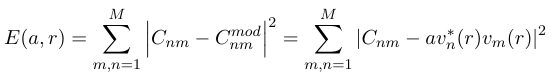 $E(a,r) = \sum_{m,n=1}^{M} \left| C_{nm} - C_{nm}^{mod} \right|^2 = \sum_{m,n=1}^{M} |C_{nm} - a v_n^*(r) v_m(r)|^2$